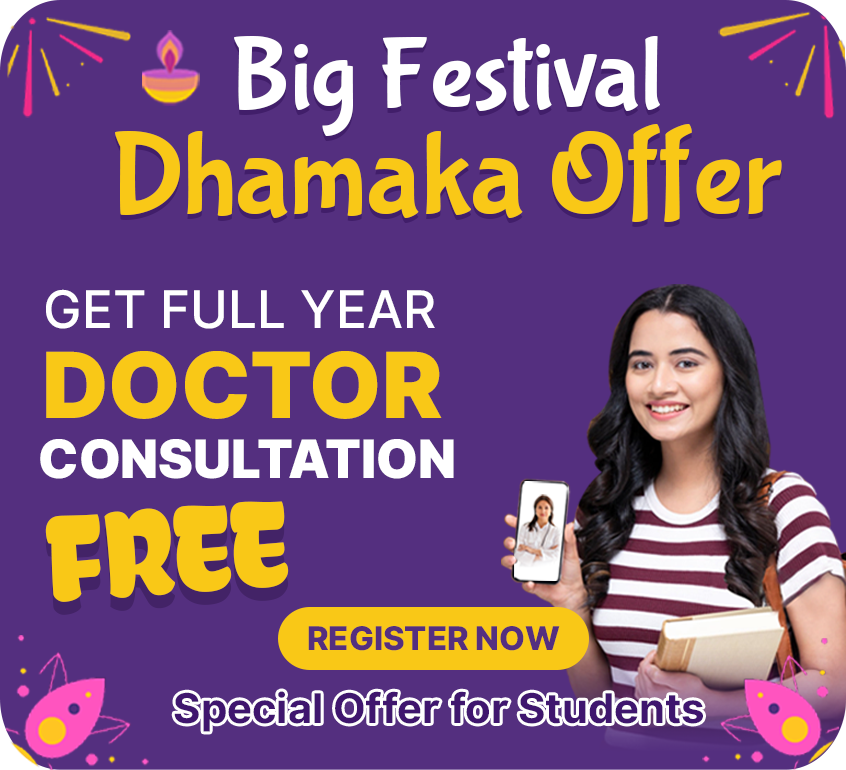 Big Festival
Dhamaka Offer
GET FULL YEAR
DOCTOR
CONSULTATION
FREE
REGISTER NOW
Special Offer for Students